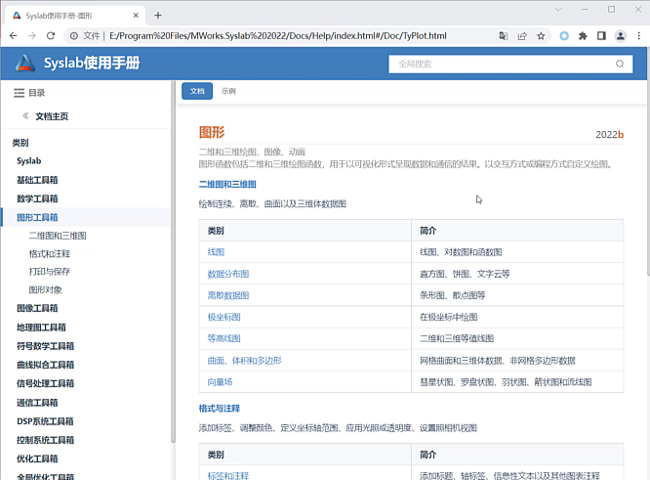 Syslab使用手册-图形
文件 | E:/Program%20Files/MWorks.Syslab%202022/Docs/Help/index.html#/Doc/TyPlot.html
Syslab使用手册
全局搜索
目录
文档主页
类别
Syslab
基础工具箱
数学工具箱
图形工具箱
二维图和三维图
格式和注释
打印与保存
图形对象
图像工具箱
地理图工具箱
符号数学工具箱
曲线拟合工具箱
信号处理工具箱
通信工具箱
DSP系统工具箱
控制系统工具箱
优化工具箱
全局优化工具箱
文档 示例
图形 2022b
二维和三维绘图、图像、动画
图形函数包括二维和三维绘图函数，用于以可视化形式呈现数据和通信的结果。以交互方式或编程方式自定义绘图。
二维图和三维图
绘制连续、离散、曲面以及三维体数据图
类别 简介
线图 线图、对数图和函数图
数据分布图 直方图、饼图、文字云等
离散数据图 条形图、散点图等
极坐标图 在极坐标中绘图
等高线图 二维和三维等值线图
曲面、体积和多边形 网格曲面和三维体数据、非网格多边形数据
向量场 彗星状图、罗盘状图、羽状图、箭状图和流线图
格式与注释
添加标签、调整颜色、定义坐标轴范围、应用光照或透明度、设置照相机视图
类别 简介
标签和注释 添加标题、轴标签、信息性文本以及其他图表注释